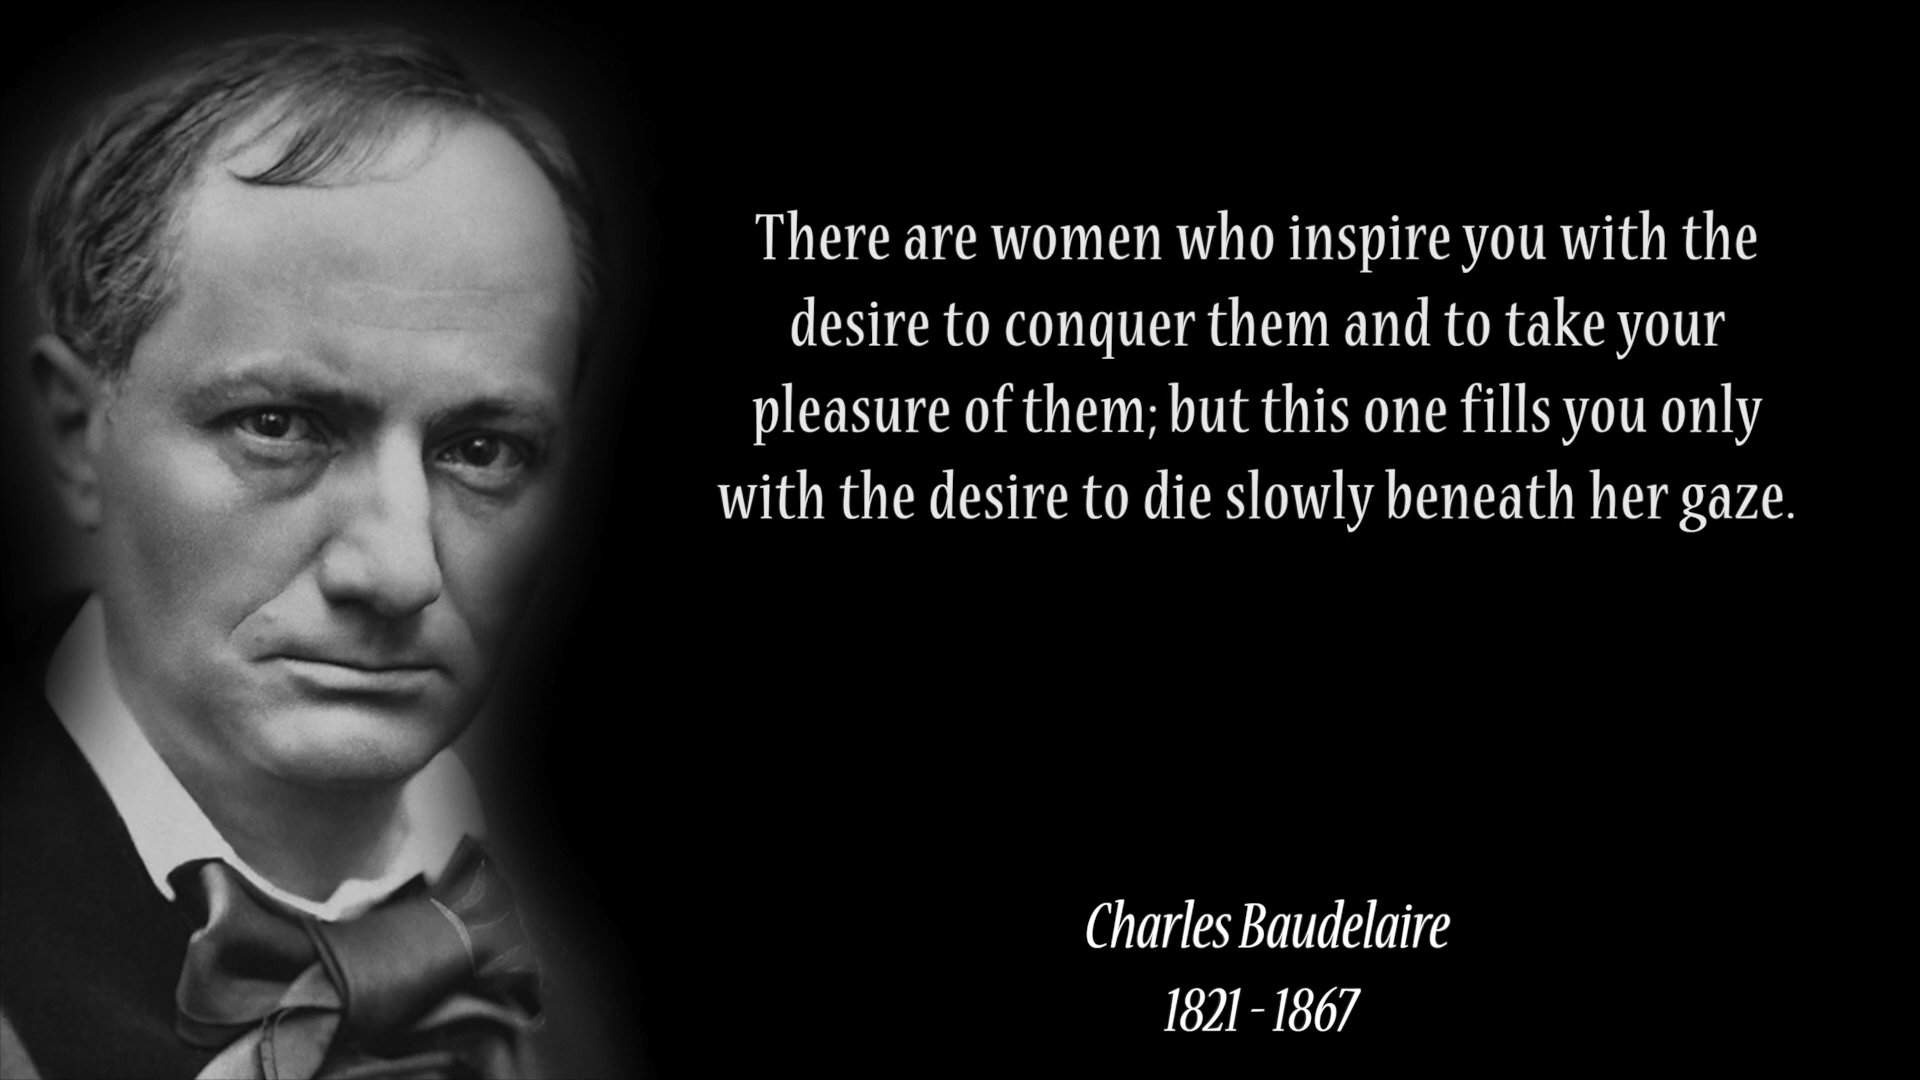 There are women who inspire you with the
desire to conquer them and to take your
pleasure of them; but this one fills you only
with the desire to die slowly beneath her gaze.
Charles Baudelaire
1821 - 1867